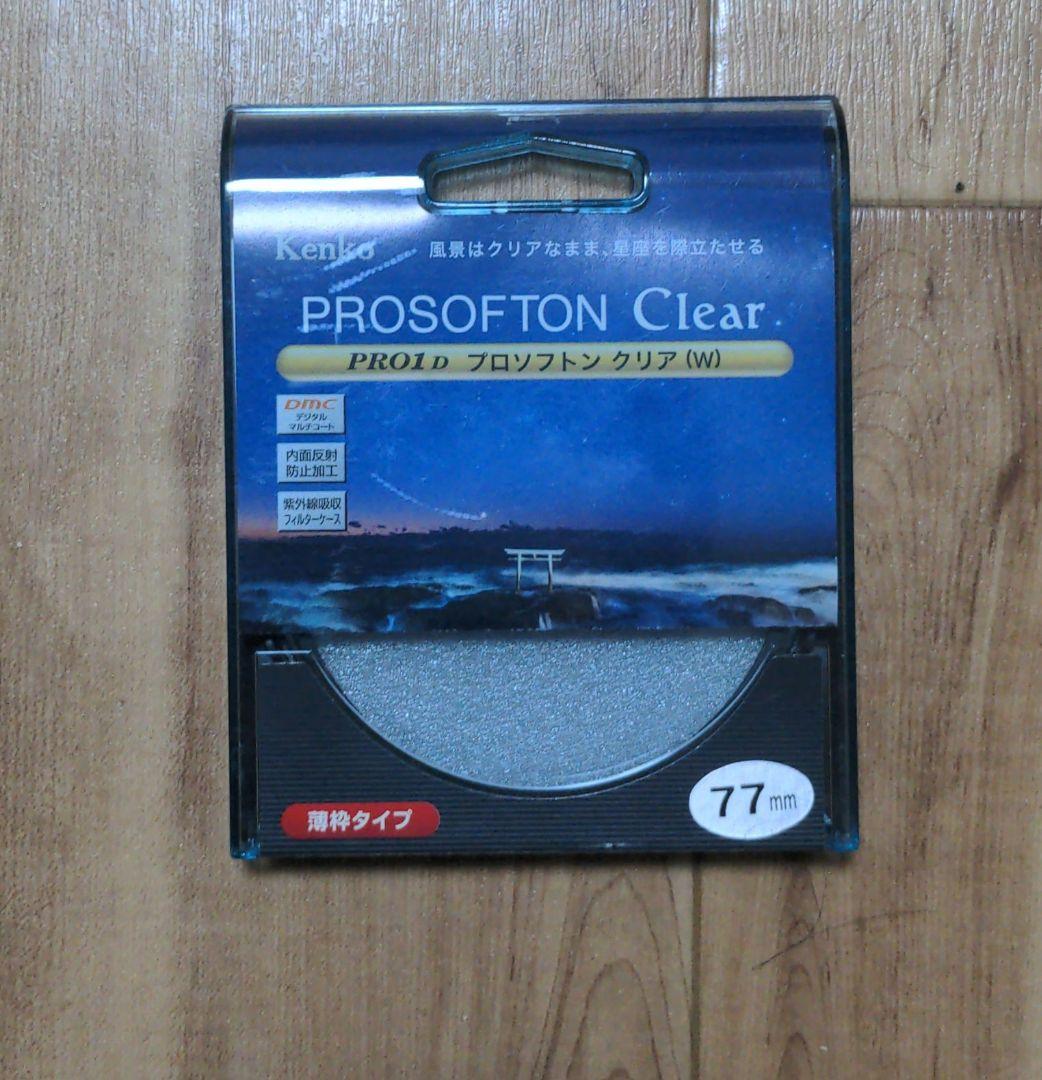 Kenko 風景はクリアなまま、星座を際立たせる
PROSOFTON Clear
PRO1D プロソフトン クリア(W)
DMC
デジタル
マルチコート
内面反射
防止加工
紫外線吸収
フィルターケース
薄枠タイプ
77mm